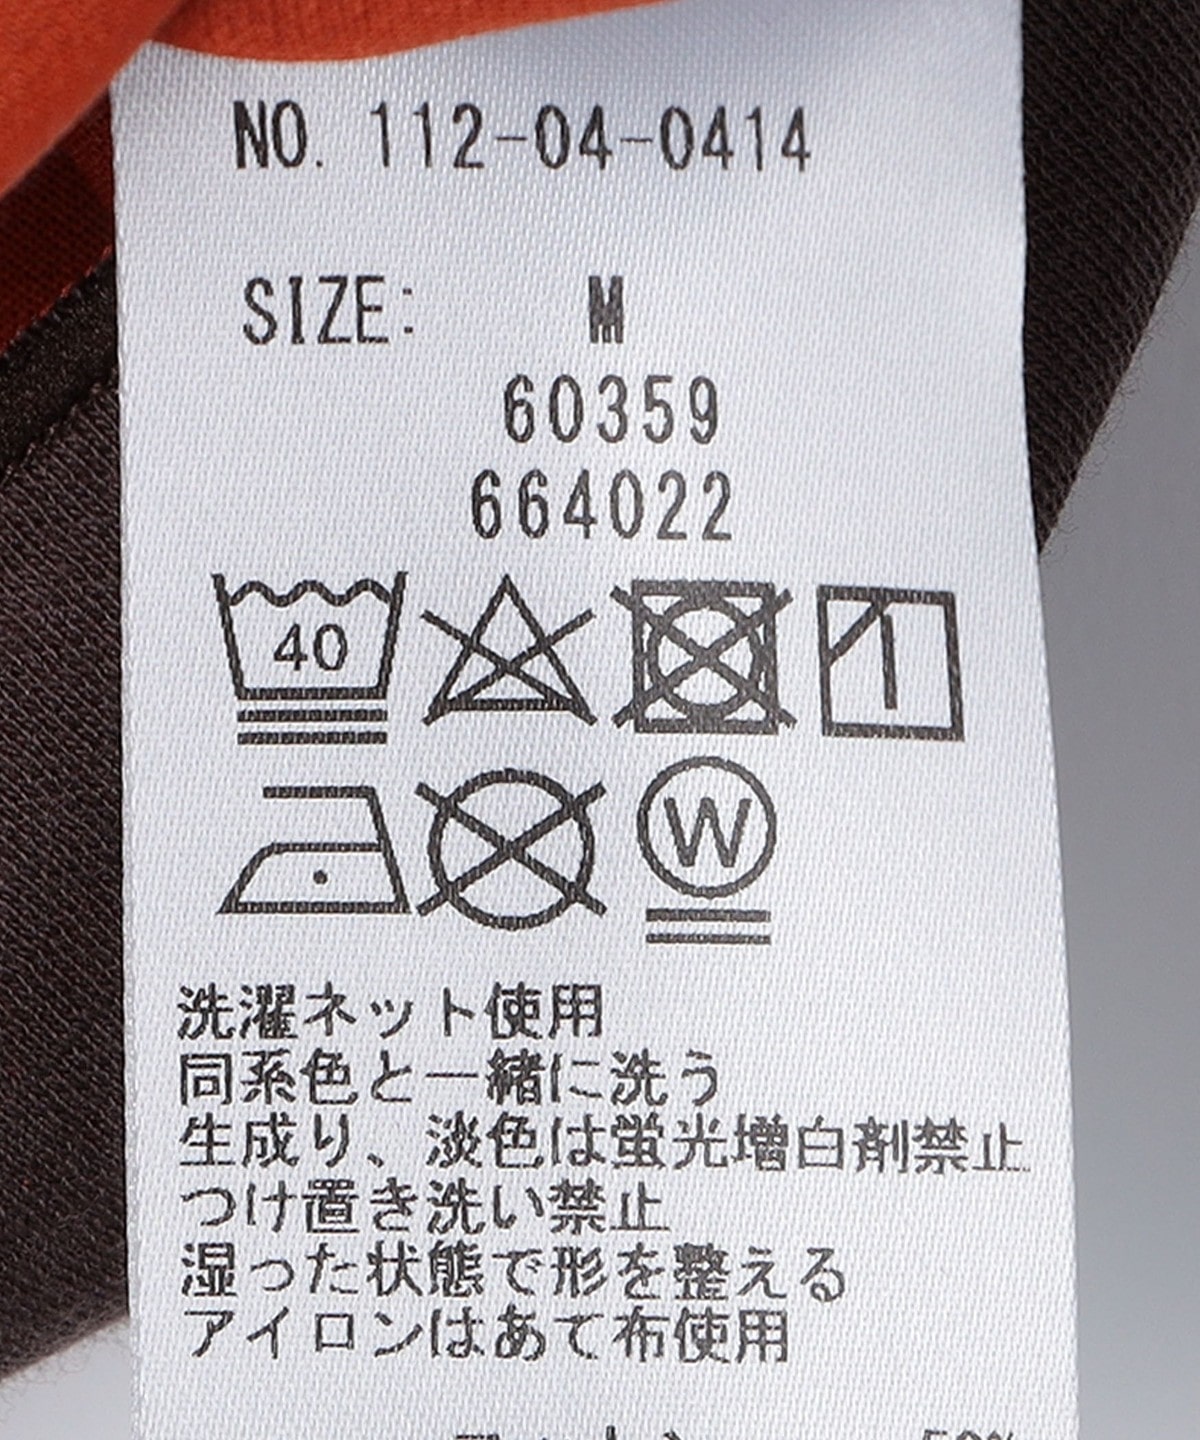 NO. 112-04-0414
SIZE: M
60359
664022
40
W
洗濯ネット使用
同系色と一緒に洗う
生成り、淡色は蛍光増白剤禁止
つけ置き洗い禁止
湿った状態で形を整える
アイロンはあて布使用